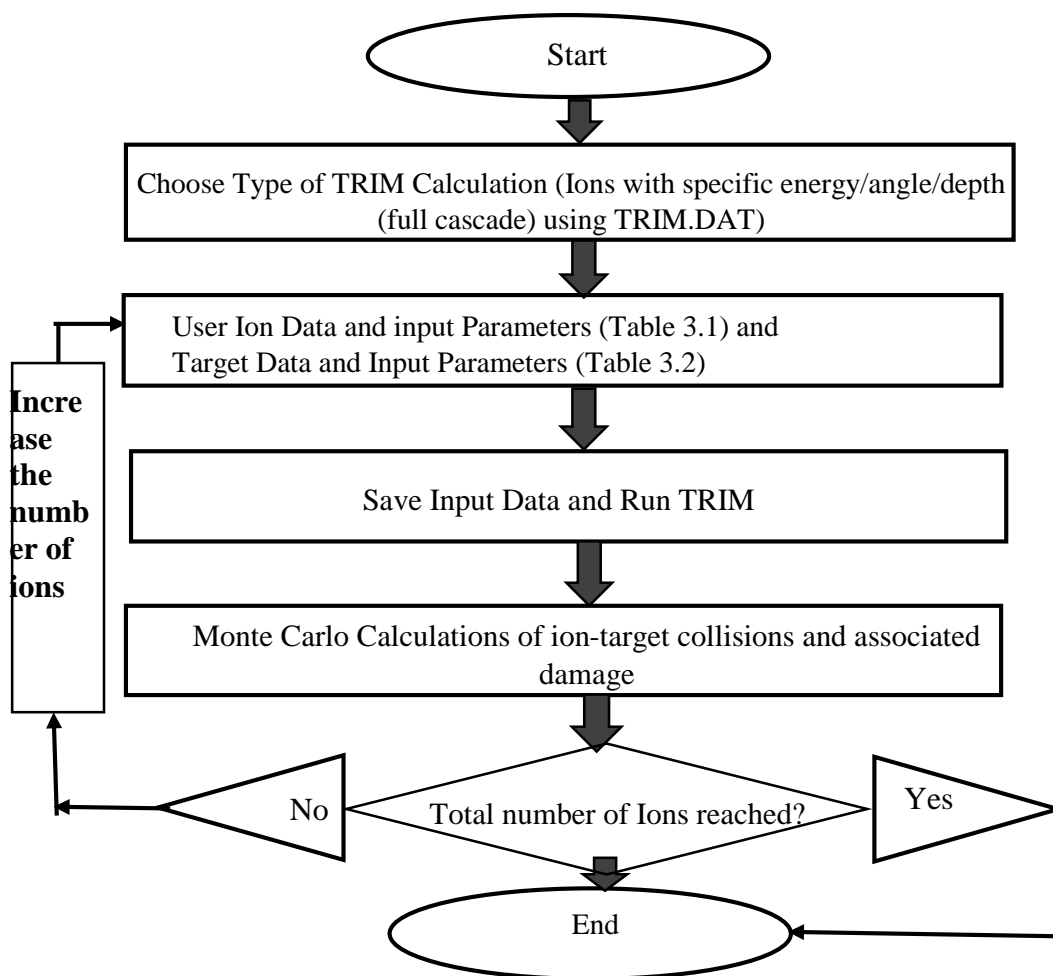 Start
Choose Type of TRIM Calculation (Ions with specific energy/angle/depth
(full cascade) using TRIM.DAT)
User Ion Data and input Parameters (Table 3.1) and
Target Data and Input Parameters (Table 3.2)
Incre
ase
the
numb
er of
ions
Save Input Data and Run TRIM
Monte Carlo Calculations of ion-target collisions and associated
damage
No
Total number of Ions reached?
Yes
End